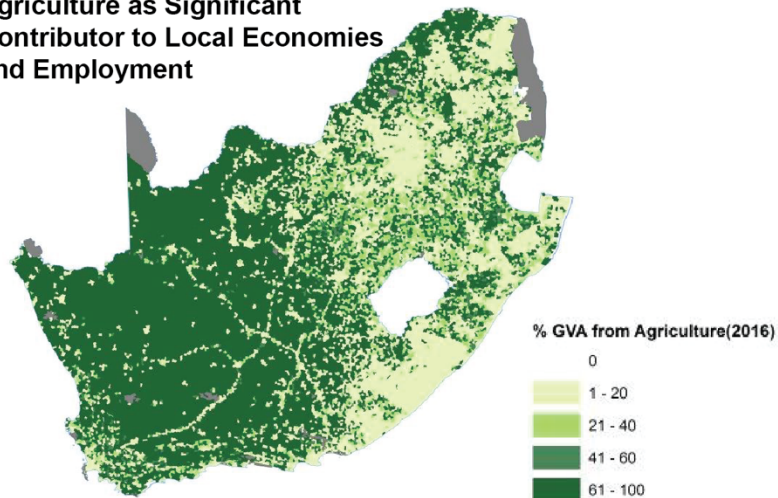 griculture as Significant
ontributor to Local Economies
nd Employment
% GVA from Agriculture(2016)
0
1 - 20
21 - 40
41 - 60
61 - 100